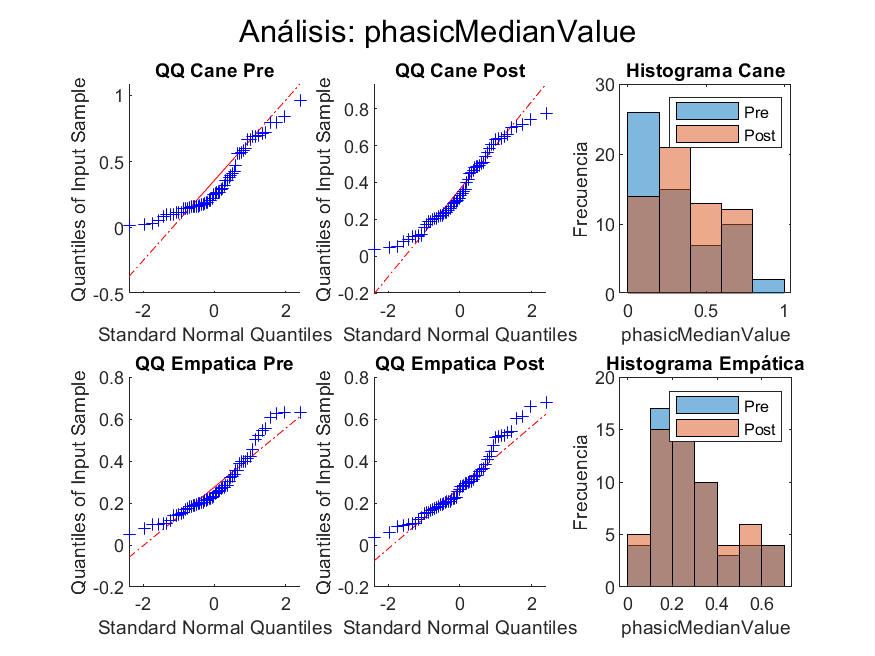 Análisis: phasicMedianValue
QQ Cane Pre
Quantiles of Input Sample
1
0.5
0
-0.5
-2
0
2
Standard Normal Quantiles
QQ Cane Post
Quantiles of Input Sample
0.8
0.6
0.4
0.2
0
-0.2
-2
0
2
Standard Normal Quantiles
Histograma Cane
Pre
Post
Frecuencia
30
20
10
0
0
0.5
1
phasicMedianValue
QQ Empatica Pre
Quantiles of Input Sample
0.8
0.6
0.4
0.2
0
-0.2
-2
0
2
Standard Normal Quantiles
QQ Empatica Post
Quantiles of Input Sample
0.8
0.6
0.4
0.2
0
-0.2
-2
0
2
Standard Normal Quantiles
Histograma Empática
Pre
Post
Frecuencia
20
15
10
5
0
0
0.2
0.4
0.6
phasicMedianValue